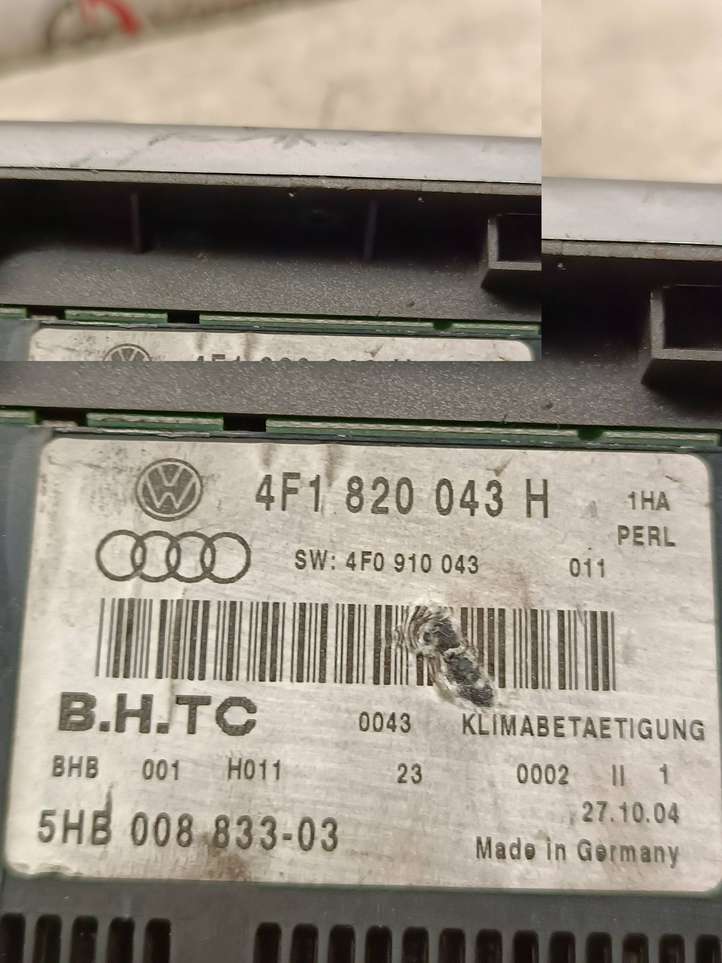 4F1 820 043 H 1HA
PERL
SW: 4F0 910 043 011
B.H.TC 0043 KLIMABETAETIGUNG
BHB 001 H011 23 0002 II 1
27.10.04
5HB 008 833-03
Made in Germany